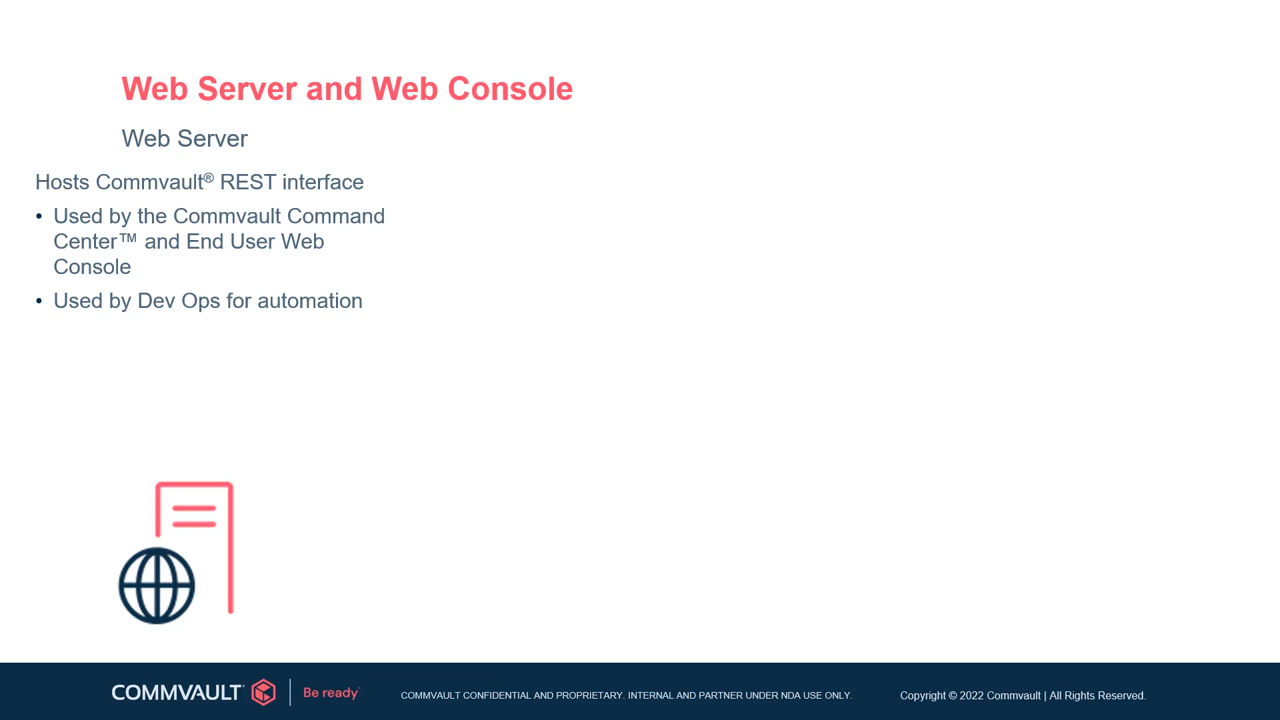 Web Server and Web Console
Web Server
Hosts Commvault® REST interface
• Used by the Commvault Command
Center™ and End User Web
Console
• Used by Dev Ops for automation
COMMVAULT Be ready™
COMMVAULT CONFIDENTIAL AND PROPRIETARY. INTERNAL AND PARTNER UNDER NDA USE ONLY.
Copyright © 2022 Commvault | All Rights Reserved.